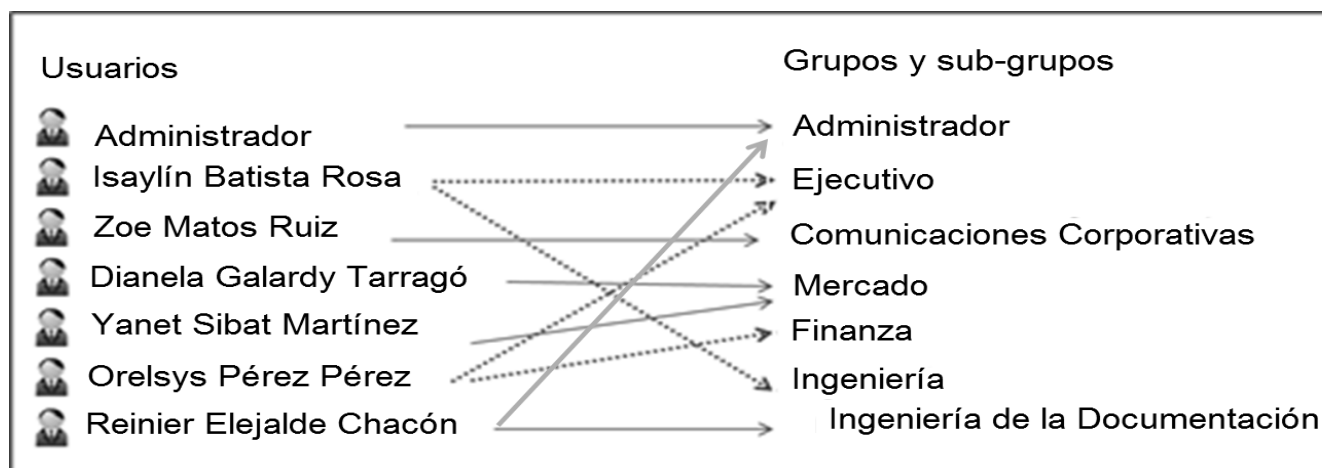 Usuarios
Administrador
Isaylín Batista Rosa
Zoe Matos Ruiz
Dianela Galardy Tarragó
Yanet Sibat Martínez
Orelsys Pérez Pérez
Reinier Elejalde Chacón
Grupos y sub-grupos
Administrador
Ejecutivo
Comunicaciones Corporativas
Mercado
Finanza
Ingeniería
Ingeniería de la Documentación